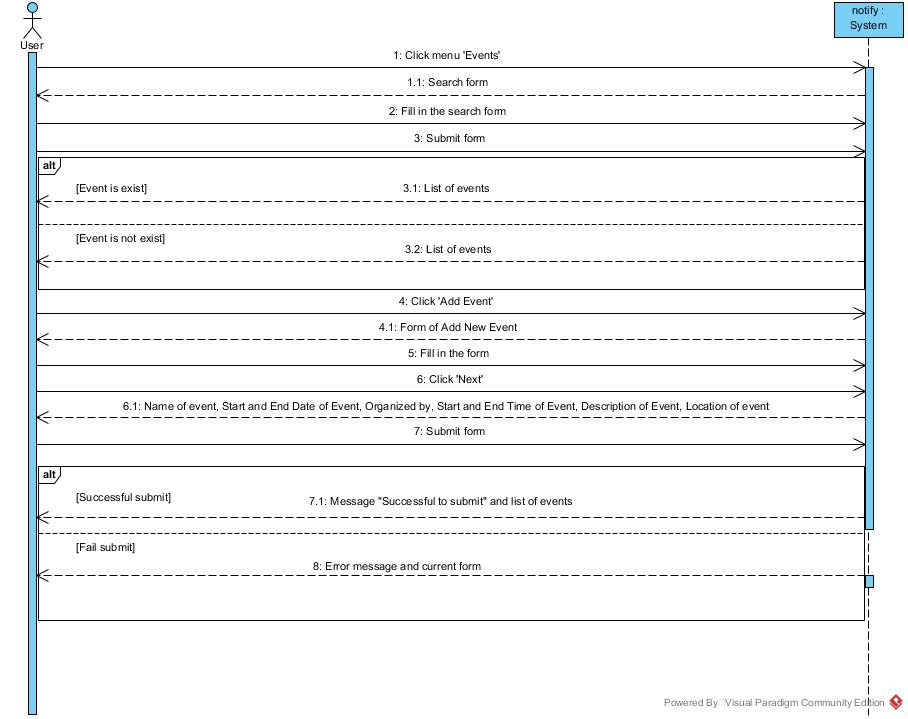 notify :
System
User
1: Click menu 'Events'
1.1: Search form
2: Fill in the search form
3: Submit form
alt
[Event is exist]
3.1: List of events
[Event is not exist]
3.2: List of events
4: Click 'Add Event'
4.1: Form of Add New Event
5: Fill in the form
6: Click 'Next'
6.1: Name of event, Start and End Date of Event, Organized by, Start and End Time of Event, Description of Event, Location of event
7: Submit form
alt
[Successful submit]
7.1: Message "Successful to submit" and list of events
[Fail submit]
8: Error message and current form
Powered By Visual Paradigm Community Edition